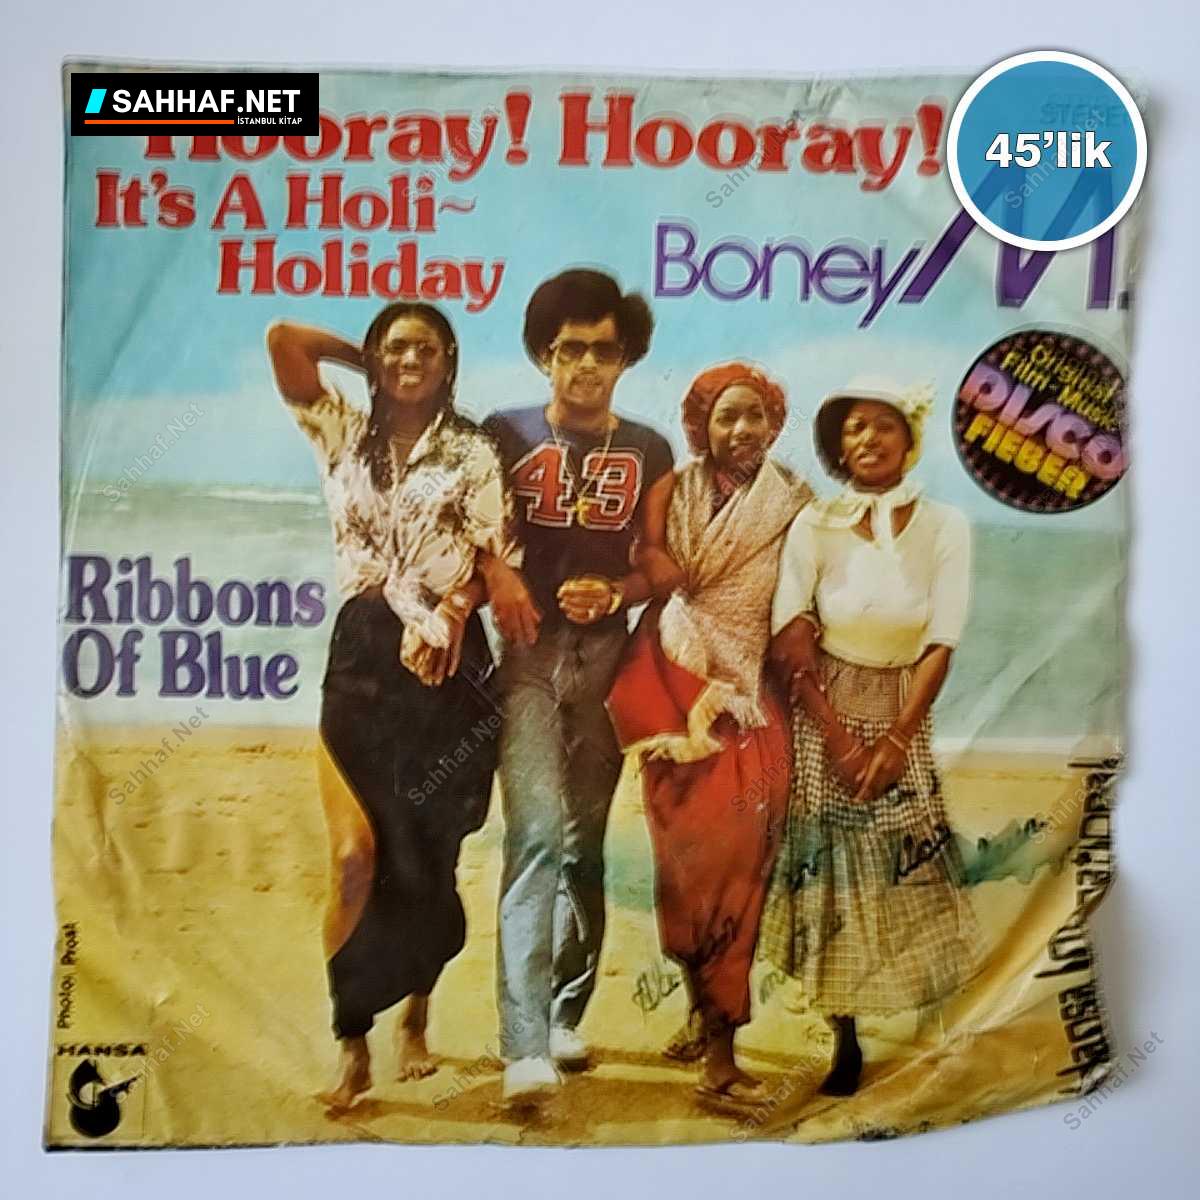 SAHHAF.NET
İSTANBUL KİTAP
45'lik
STEREO
Hooray! Hooray!
It's A Holi~
Holiday
Boney M.
Original
Film-Musik
DISCO
FIEBER
Ribbons
Of Blue
Photo: Prost
HANSA
Hansa International
Sahhaf.Net